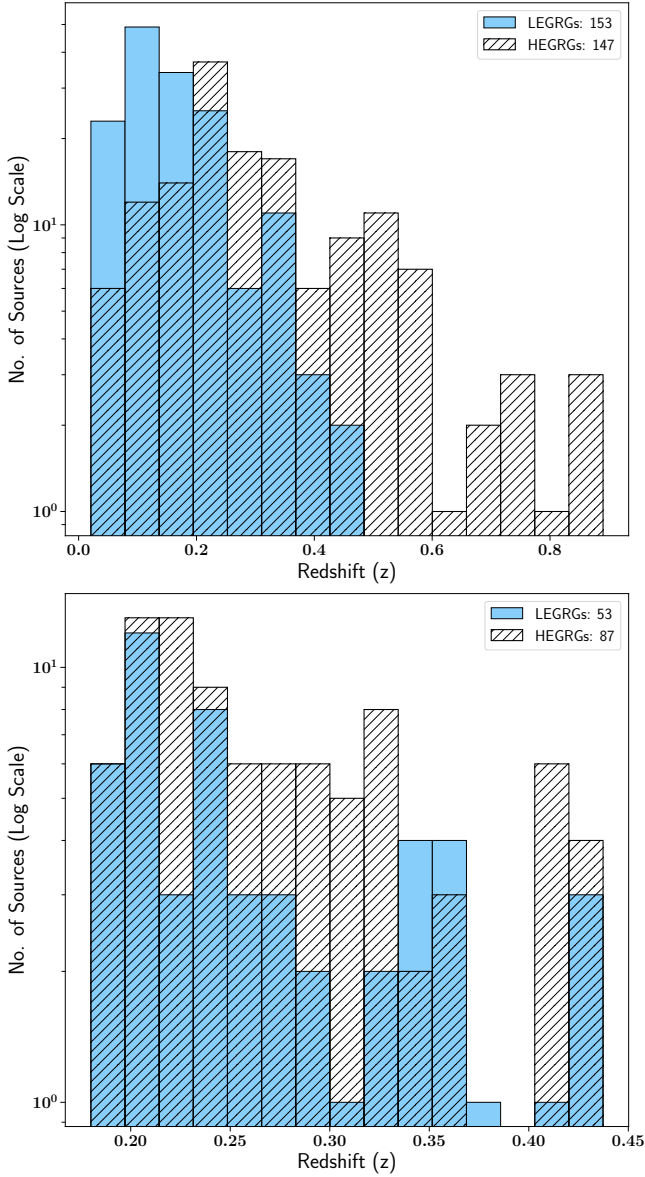 LEGRGs: 153
HEGRGs: 147
10¹
10⁰
No. of Sources (Log Scale)
0.0 0.2 0.4 0.6 0.8
Redshift (z)
LEGRGs: 53
HEGRGs: 87
10¹
10⁰
No. of Sources (Log Scale)
0.20 0.25 0.30 0.35 0.40 0.45
Redshift (z)